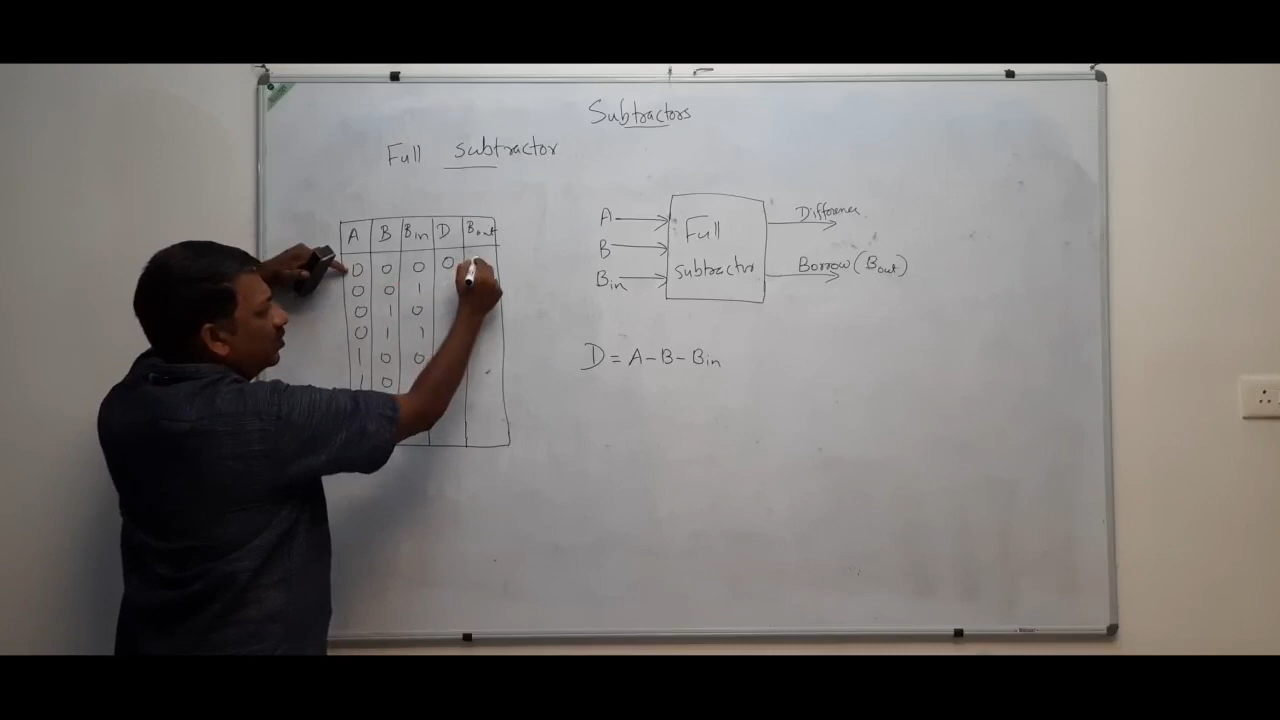 Subtractors
Full subtractor
A B Bin D Bout
0 0 0 0
0 0 1
0 1 0
0 1 1
1 0 0
1 0
A
B
Bin
Full
subtractor
Difference
Borrow (Bout)
D = A - B - Bin